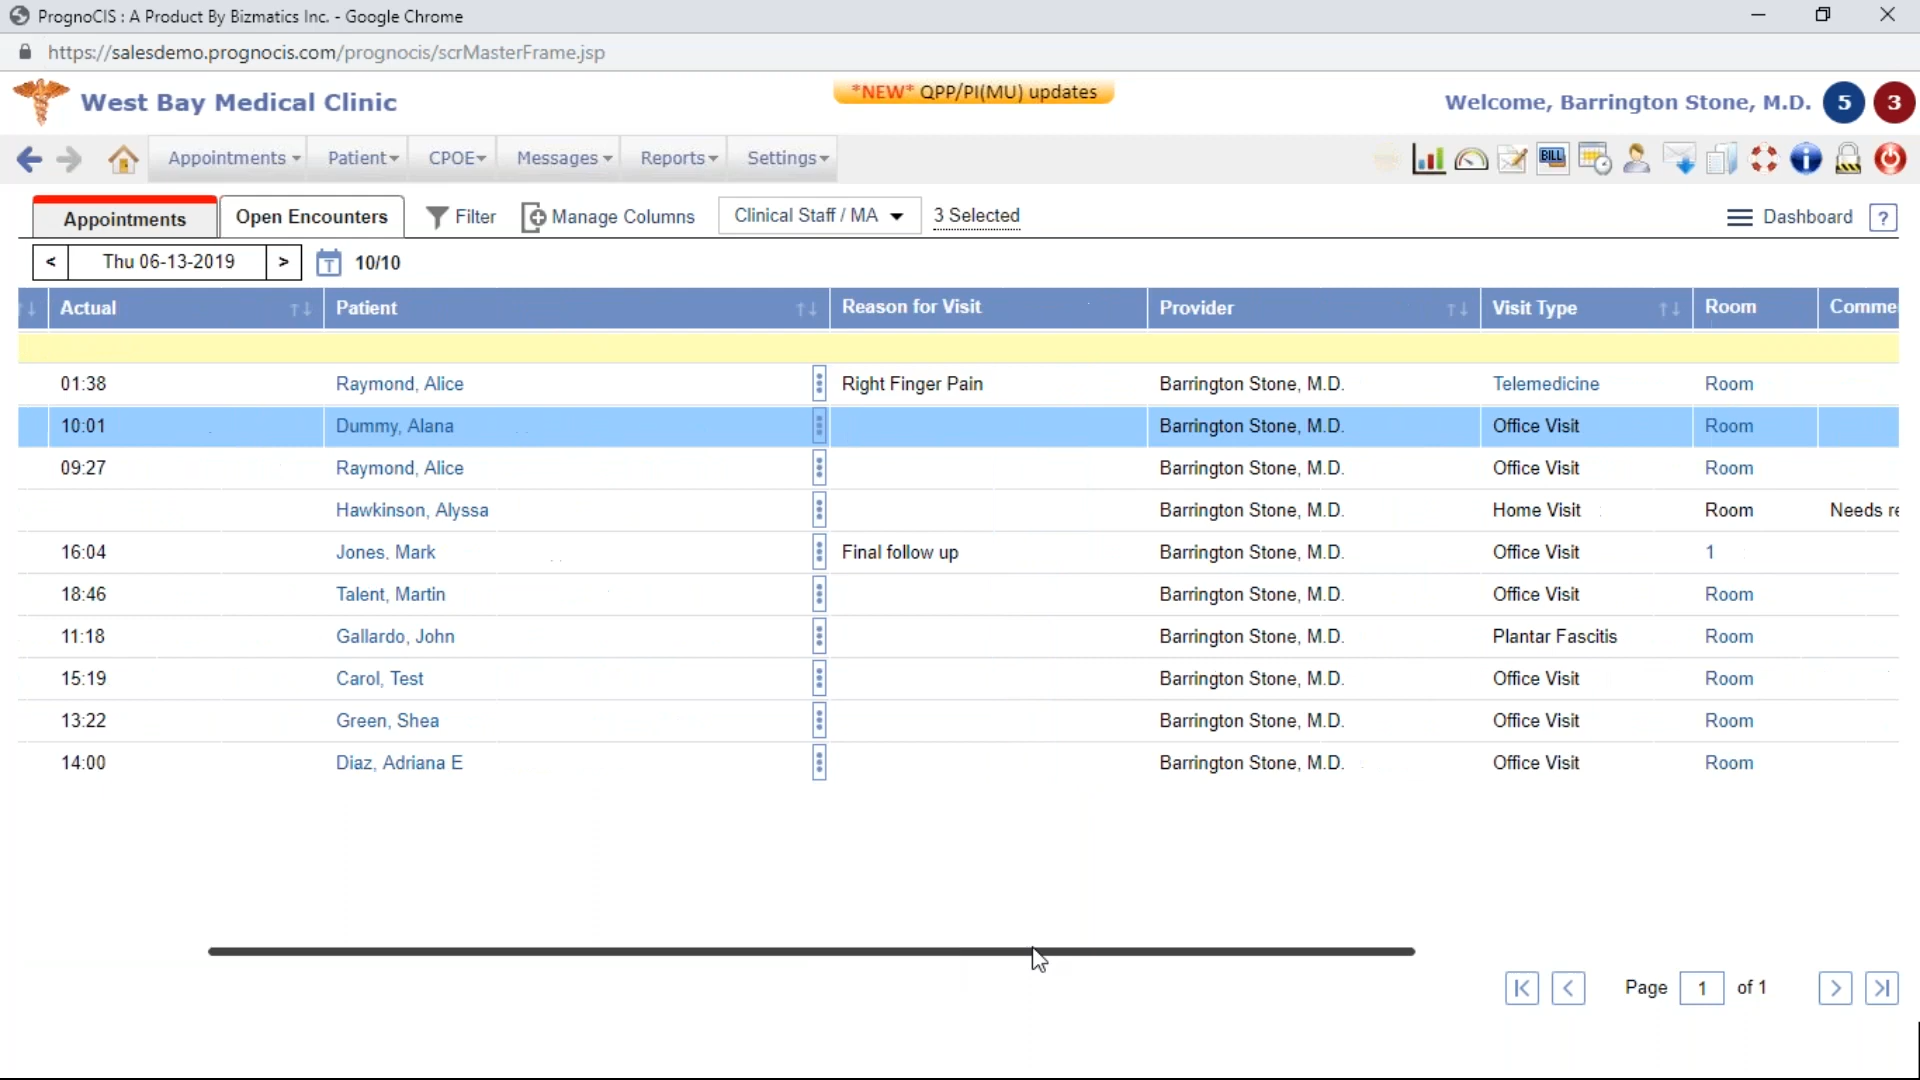 PrognoCIS : A Product By Bizmatics Inc. - Google Chrome
https://salesdemo.prognocis.com/prognocis/scrMasterFrame.jsp
West Bay Medical Clinic
*NEW* QPP/PI(MU) updates
Welcome, Barrington Stone, M.D. 5 3
Appointments Patient CPOE Messages Reports Settings BILL
Appointments Open Encounters Filter Manage Columns Clinical Staff / MA 3 Selected Dashboard ?
< Thu 06-13-2019 > T 10/10
Actual Patient Reason for Visit Provider Visit Type Room Comme
01:38 Raymond, Alice Right Finger Pain Barrington Stone, M.D. Telemedicine Room
10:01 Dummy, Alana Barrington Stone, M.D. Office Visit Room
09:27 Raymond, Alice Barrington Stone, M.D. Office Visit Room
Hawkinson, Alyssa Barrington Stone, M.D. Home Visit Room Needs re
16:04 Jones, Mark Final follow up Barrington Stone, M.D. Office Visit 1
18:46 Talent, Martin Barrington Stone, M.D. Office Visit Room
11:18 Gallardo, John Barrington Stone, M.D. Plantar Fascitis Room
15:19 Carol, Test Barrington Stone, M.D. Office Visit Room
13:22 Green, Shea Barrington Stone, M.D. Office Visit Room
14:00 Diaz, Adriana E Barrington Stone, M.D. Office Visit Room
Page 1 of 1